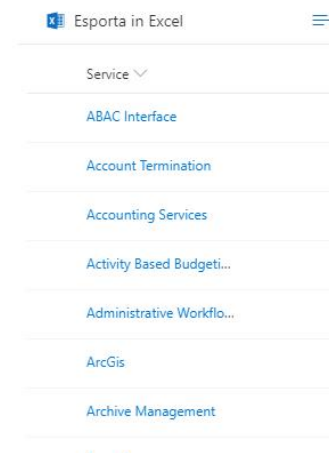 Esporta in Excel
Service
ABAC Interface
Account Termination
Accounting Services
Activity Based Budgeti...
Administrative Workflo...
ArcGis
Archive Management